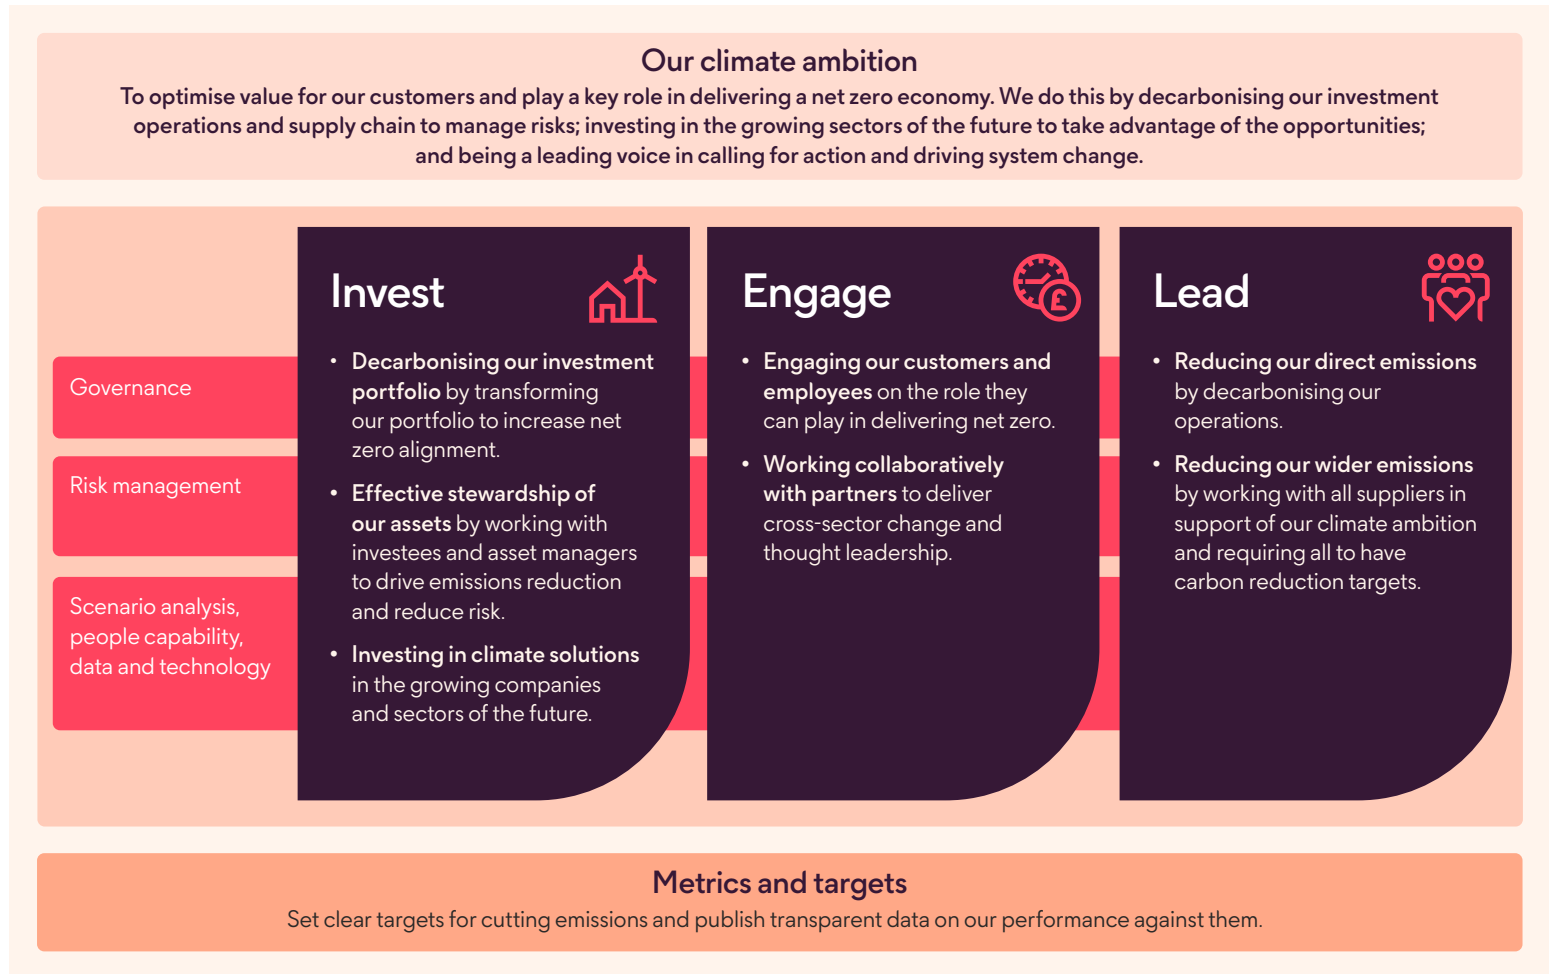 Our climate ambition
To optimise value for our customers and play a key role in delivering a net zero economy. We do this by decarbonising our investment
operations and supply chain to manage risks; investing in the growing sectors of the future to take advantage of the opportunities;
and being a leading voice in calling for action and driving system change.
Governance
Risk management
Scenario analysis,
people capability,
data and technology
Invest
• Decarbonising our investment
portfolio by transforming
our portfolio to increase net
zero alignment.
• Effective stewardship of
our assets by working with
investees and asset managers
to drive emissions reduction
and reduce risk.
• Investing in climate solutions
in the growing companies
and sectors of the future.
Engage
£
• Engaging our customers and
employees on the role they
can play in delivering net zero.
• Working collaboratively
with partners to deliver
cross-sector change and
thought leadership.
Lead
• Reducing our direct emissions
by decarbonising our
operations.
• Reducing our wider emissions
by working with all suppliers in
support of our climate ambition
and requiring all to have
carbon reduction targets.
Metrics and targets
Set clear targets for cutting emissions and publish transparent data on our performance against them.